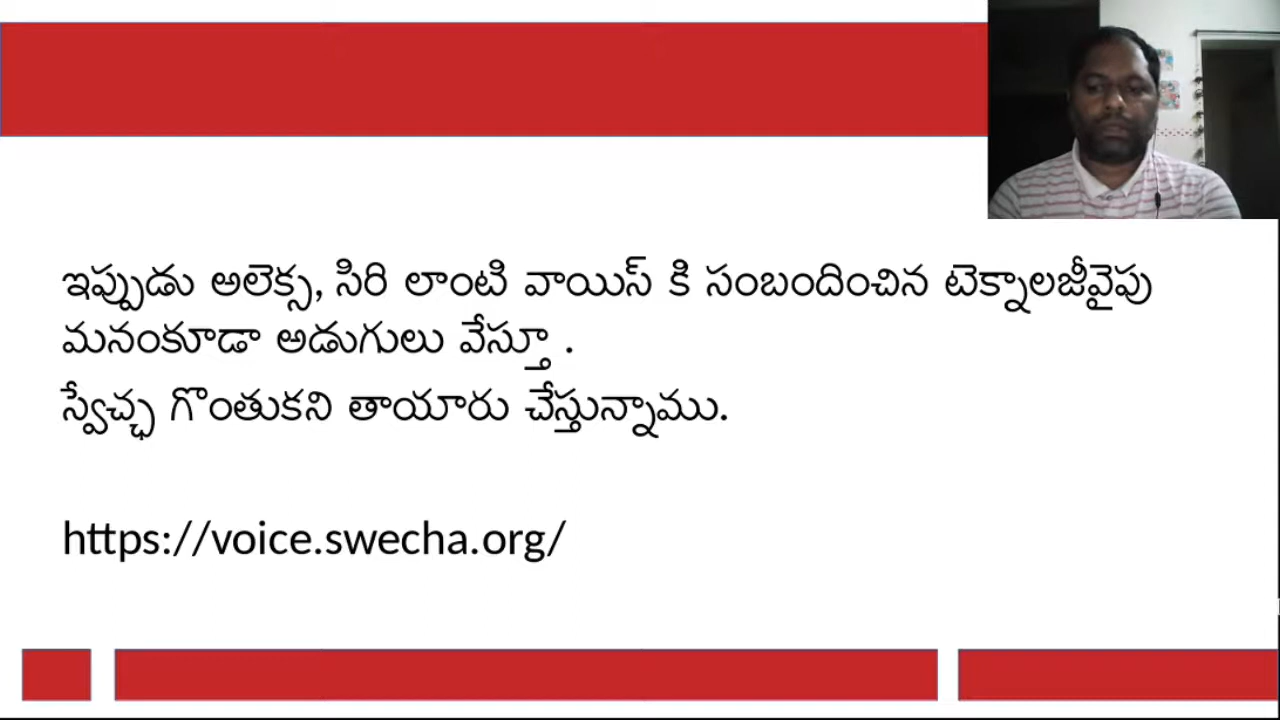 ఇప్పుడు అలెక్స, సిరి లాంటి వాయిస్ కి సంబందించిన టెక్నాలజీవైపు
మనంకూడా అడుగులు వేస్తూ .
స్వేచ్ఛ గొంతుకని తాయారు చేస్తున్నాము.
https://voice.swecha.org/